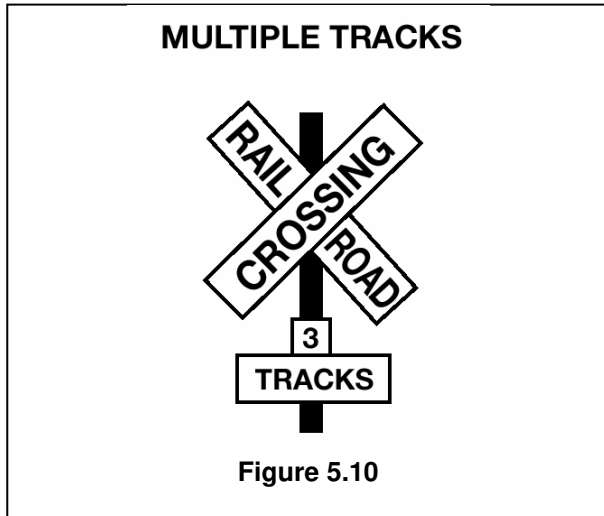 MULTIPLE TRACKS
RAIL ROAD
CROSSING
3
TRACKS
Figure 5.10